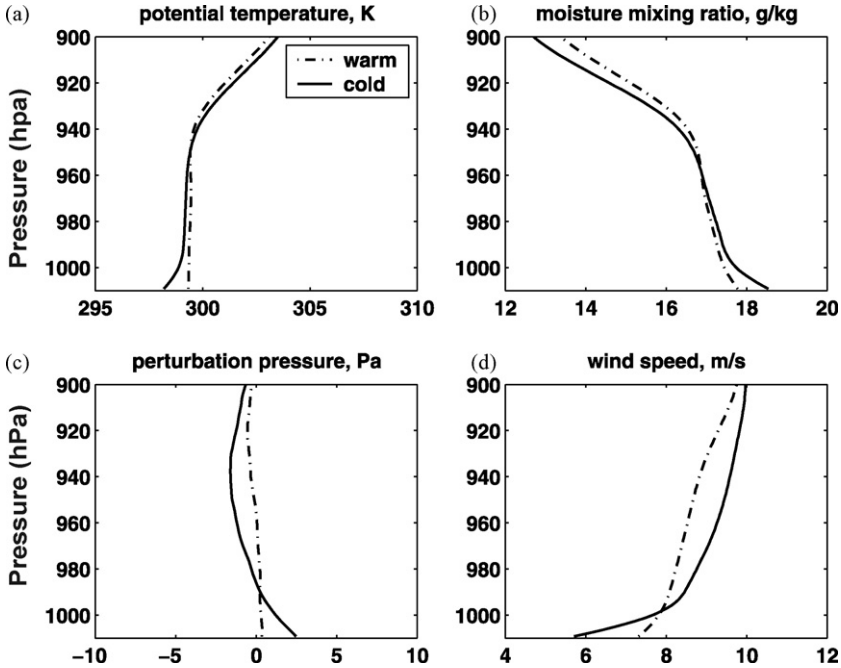 (a) potential temperature, K
(b) moisture mixing ratio, g/kg
900
920
940
960
980
1000
Pressure (hpa)
warm
cold
295 300 305 310
900
920
940
960
980
1000
12 14 16 18 20
(c) perturbation pressure, Pa
(d) wind speed, m/s
900
920
940
960
980
1000
Pressure (hPa)
−10 −5 0 5 10
900
920
940
960
980
1000
4 6 8 10 12